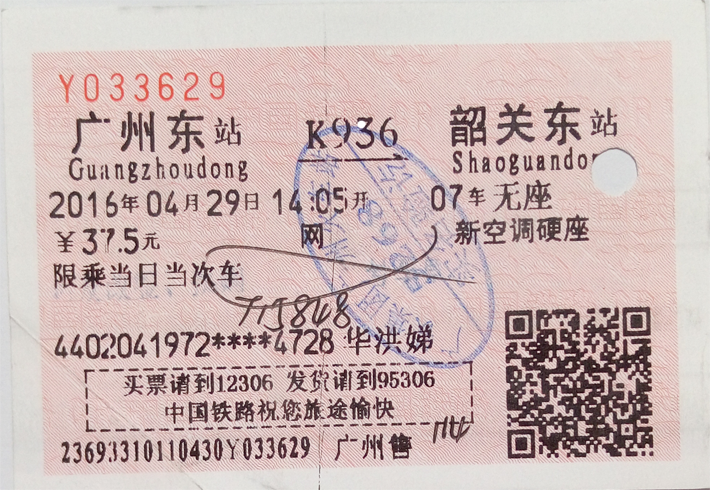 Y033629
广州东站 K936 韶关东站
Guangzhoudong Shaoguando
2016年04月29日 14:05开 07车无座
￥37.5元 网 新空调硬座
限乘当日当次车
715848
4402041972****4728 华洪娣
买票请到12306 发货请到95306
中国铁路祝您旅途愉快
23693310110430Y033629 广州售